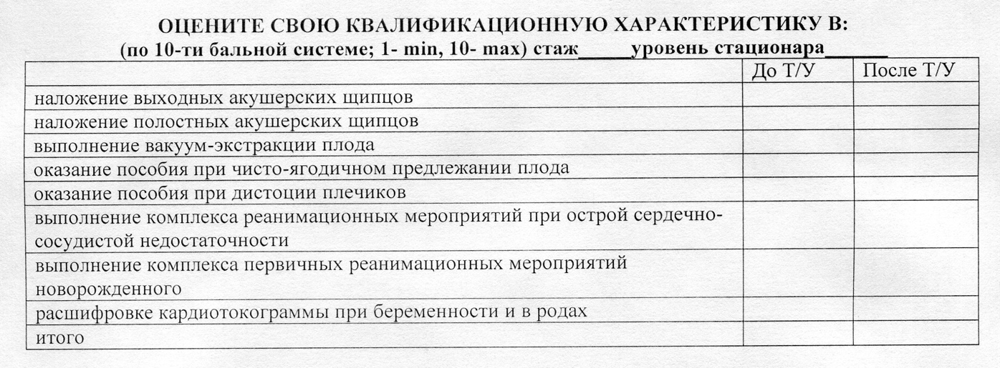 ОЦЕНИТЕ СВОЮ КВАЛИФИКАЦИОННУЮ ХАРАКТЕРИСТИКУ В:
(по 10-ти бальной системе; 1- min, 10- max) стаж_____уровень стационара______
До Т/У После Т/У
наложение выходных акушерских щипцов
наложение полостных акушерских щипцов
выполнение вакуум-экстракции плода
оказание пособия при чисто-ягодичном предлежании плода
оказание пособия при дистоции плечиков
выполнение комплекса реанимационных мероприятий при острой сердечно-
сосудистой недостаточности
выполнение комплекса первичных реанимационных мероприятий
новорожденного
расшифровке кардиотокограммы при беременности и в родах
итого